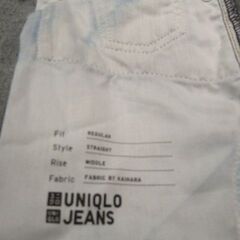 Fit REGULAR
Style STRAIGHT
Rise MIDDLE
Fabric FABRIC BY KAIHARA
UNIQLO
JEANS